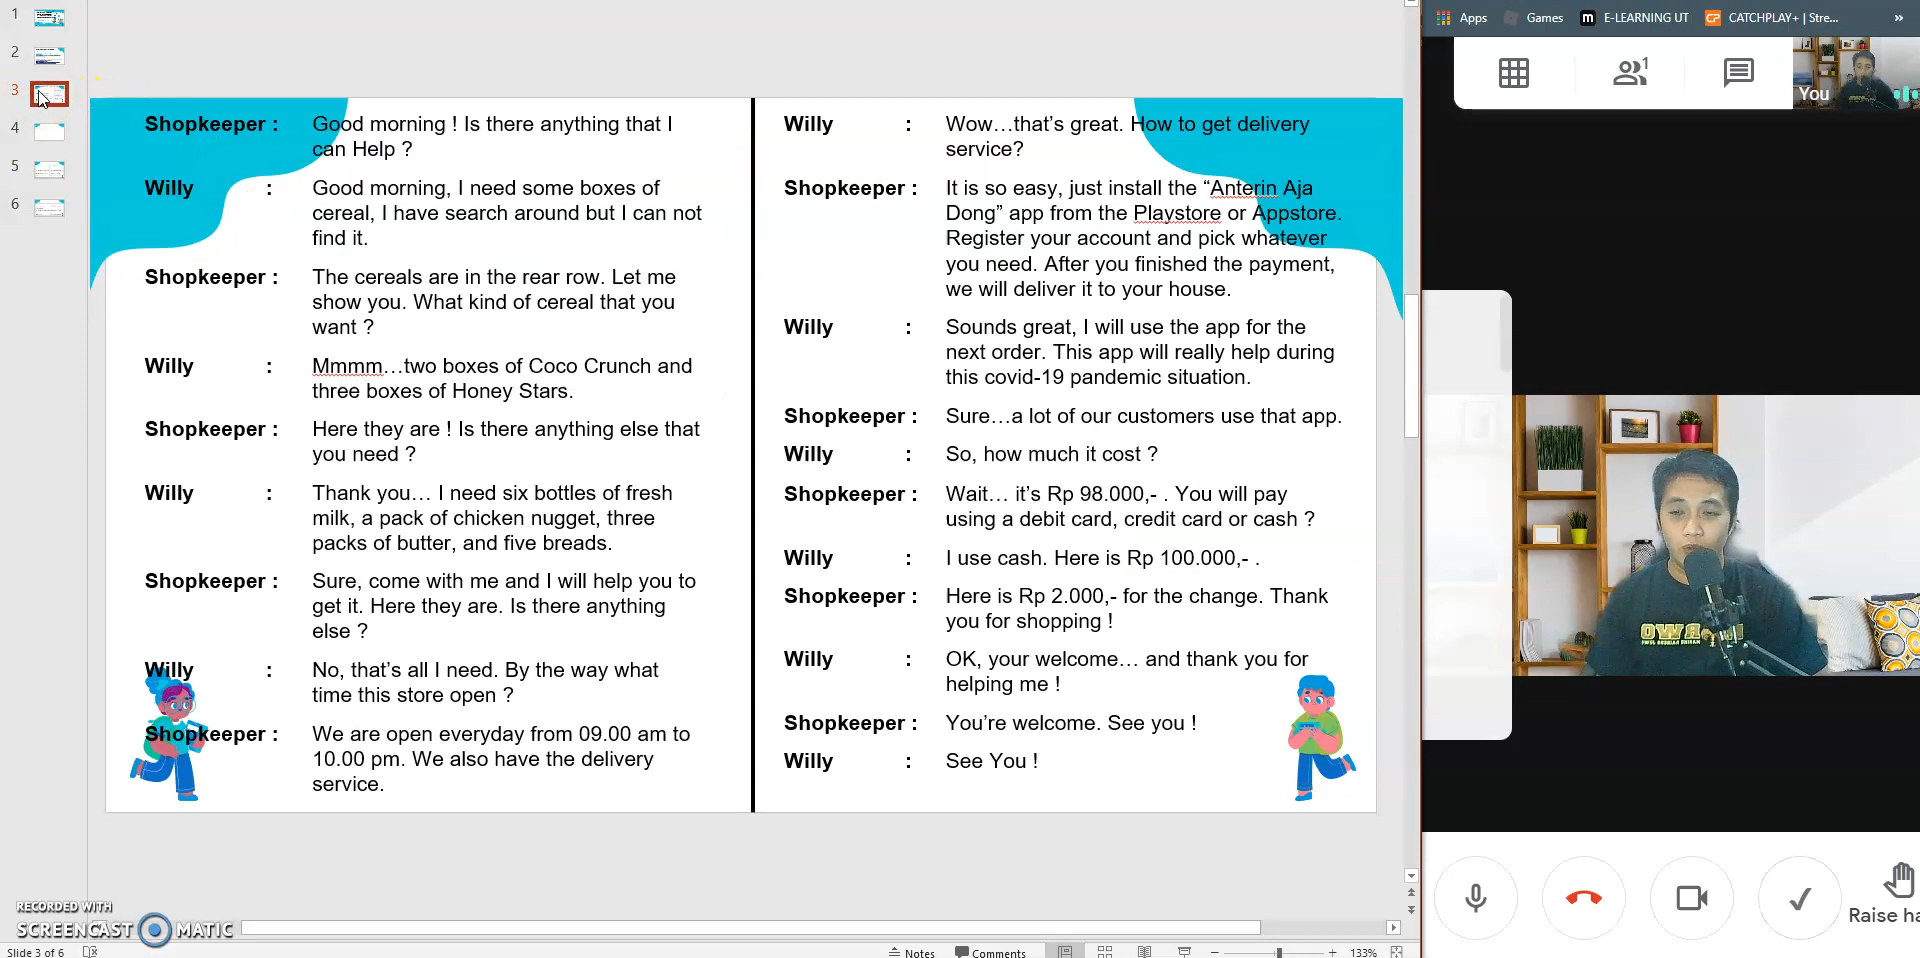 1
2
3
4
5
6
Shopkeeper : Good morning ! Is there anything that I
can Help ?
Willy : Good morning, I need some boxes of
cereal, I have search around but I can not
find it.
Shopkeeper : The cereals are in the rear row. Let me
show you. What kind of cereal that you
want ?
Willy : Mmmm…two boxes of Coco Crunch and
three boxes of Honey Stars.
Shopkeeper : Here they are ! Is there anything else that
you need ?
Willy : Thank you… I need six bottles of fresh
milk, a pack of chicken nugget, three
packs of butter, and five breads.
Shopkeeper : Sure, come with me and I will help you to
get it. Here they are. Is there anything
else ?
Willy : No, that’s all I need. By the way what
time this store open ?
Shopkeeper : We are open everyday from 09.00 am to
10.00 pm. We also have the delivery
service.
Willy : Wow…that’s great. How to get delivery
service?
Shopkeeper : It is so easy, just install the “Anterin Aja
Dong” app from the Playstore or Appstore.
Register your account and pick whatever
you need. After you finished the payment,
we will deliver it to your house.
Willy : Sounds great, I will use the app for the
next order. This app will really help during
this covid-19 pandemic situation.
Shopkeeper : Sure…a lot of our customers use that app.
Willy : So, how much it cost ?
Shopkeeper : Wait… it’s Rp 98.000,- . You will pay
using a debit card, credit card or cash ?
Willy : I use cash. Here is Rp 100.000,- .
Shopkeeper : Here is Rp 2.000,- for the change. Thank
you for shopping !
Willy : OK, your welcome… and thank you for
helping me !
Shopkeeper : You’re welcome. See you !
Willy : See You !
RECORDED WITH
SCREENCAST MATIC
Slide 3 of 6
Notes
Comments
133%
Apps
Games
m E-LEARNING UT
CP CATCHPLAY+ | Stre...
»
1
You
Raise ha